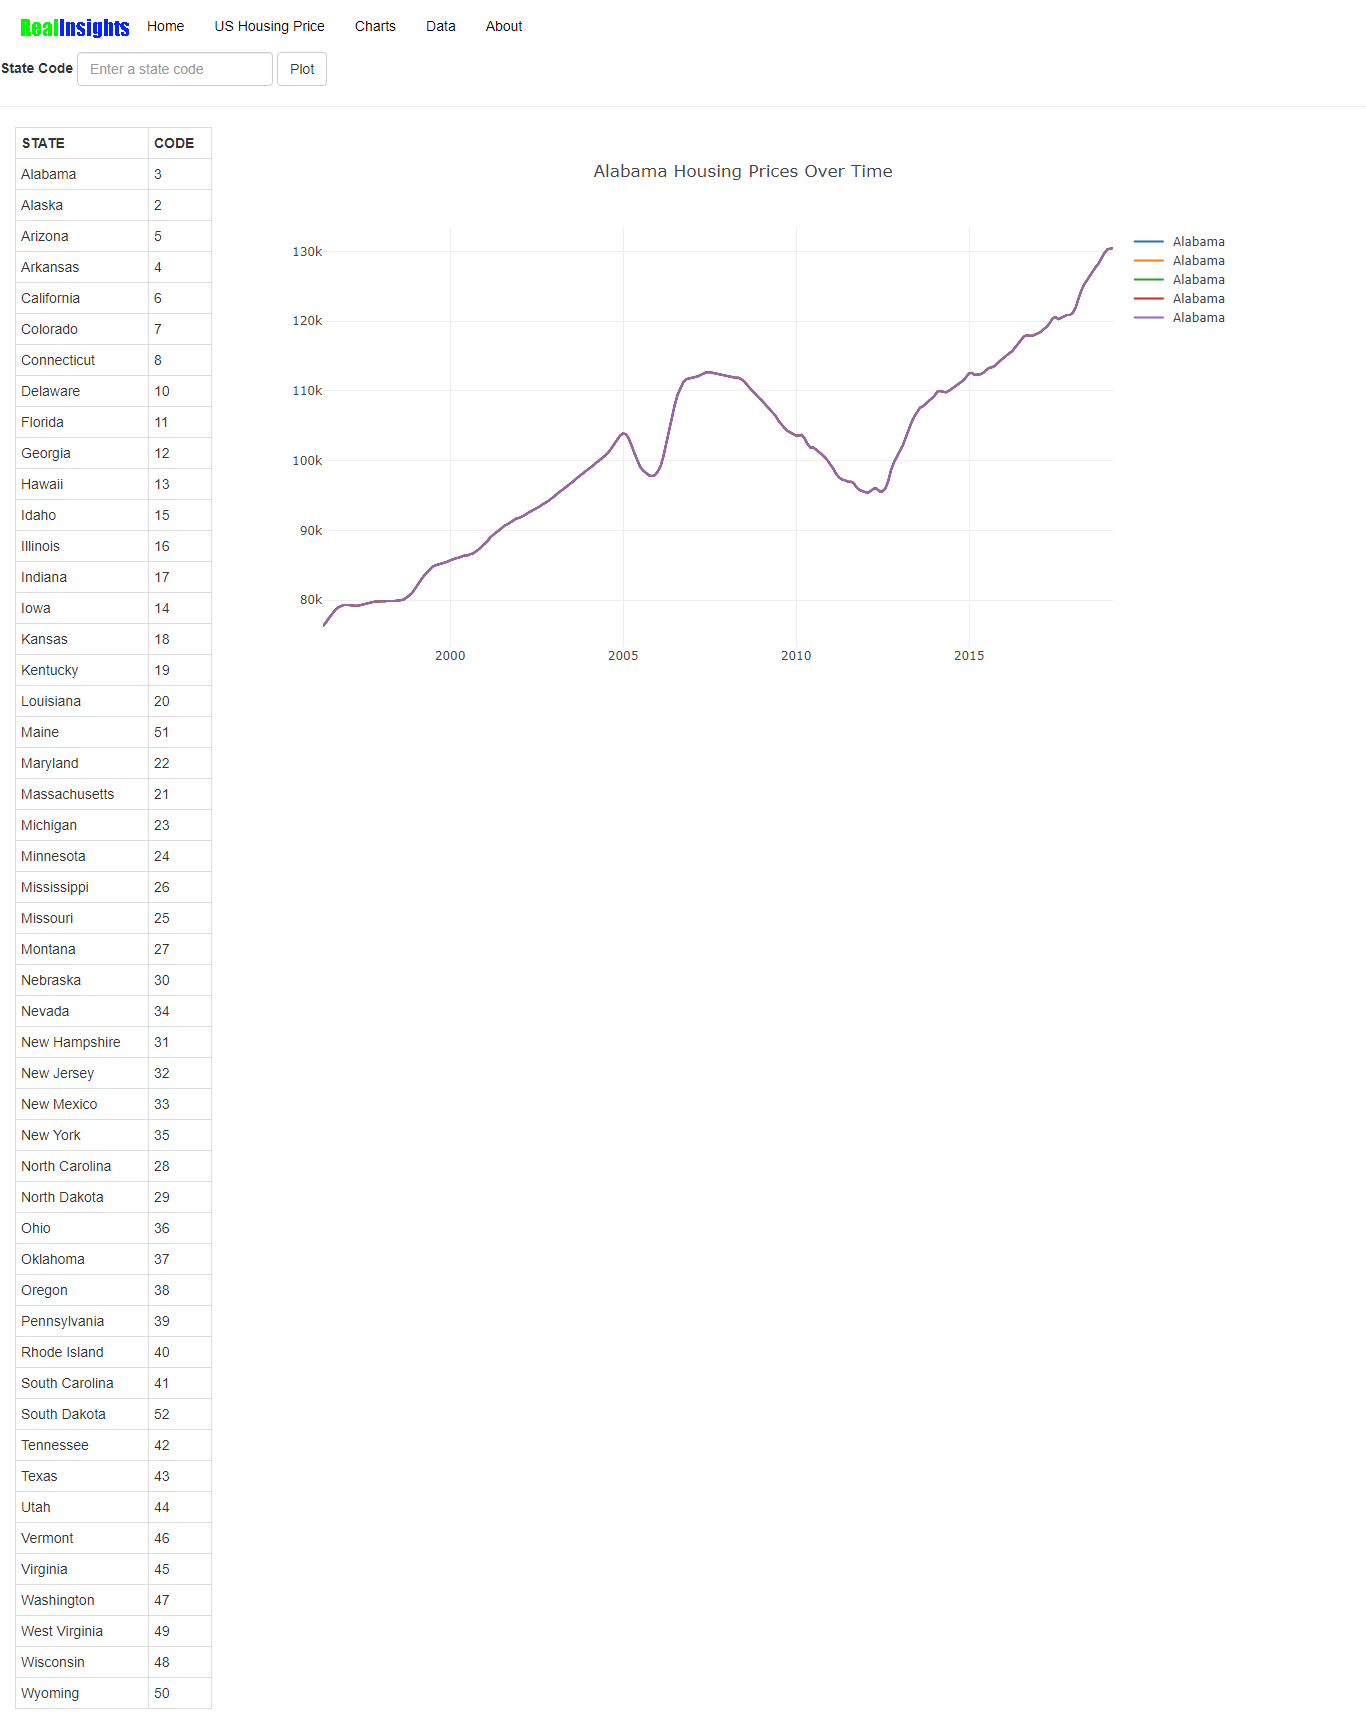 RealInsights Home US Housing Price Charts Data About
State Code Enter a state code Plot
STATE CODE
Alabama 3
Alaska 2
Arizona 5
Arkansas 4
California 6
Colorado 7
Connecticut 8
Delaware 10
Florida 11
Georgia 12
Hawaii 13
Idaho 15
Illinois 16
Indiana 17
Iowa 14
Kansas 18
Kentucky 19
Louisiana 20
Maine 51
Maryland 22
Massachusetts 21
Michigan 23
Minnesota 24
Mississippi 26
Missouri 25
Montana 27
Nebraska 30
Nevada 34
New Hampshire 31
New Jersey 32
New Mexico 33
New York 35
North Carolina 28
North Dakota 29
Ohio 36
Oklahoma 37
Oregon 38
Pennsylvania 39
Rhode Island 40
South Carolina 41
South Dakota 52
Tennessee 42
Texas 43
Utah 44
Vermont 46
Virginia 45
Washington 47
West Virginia 49
Wisconsin 48
Wyoming 50
Alabama Housing Prices Over Time
130k
120k
110k
100k
90k
80k
2000 2005 2010 2015
Alabama
Alabama
Alabama
Alabama
Alabama